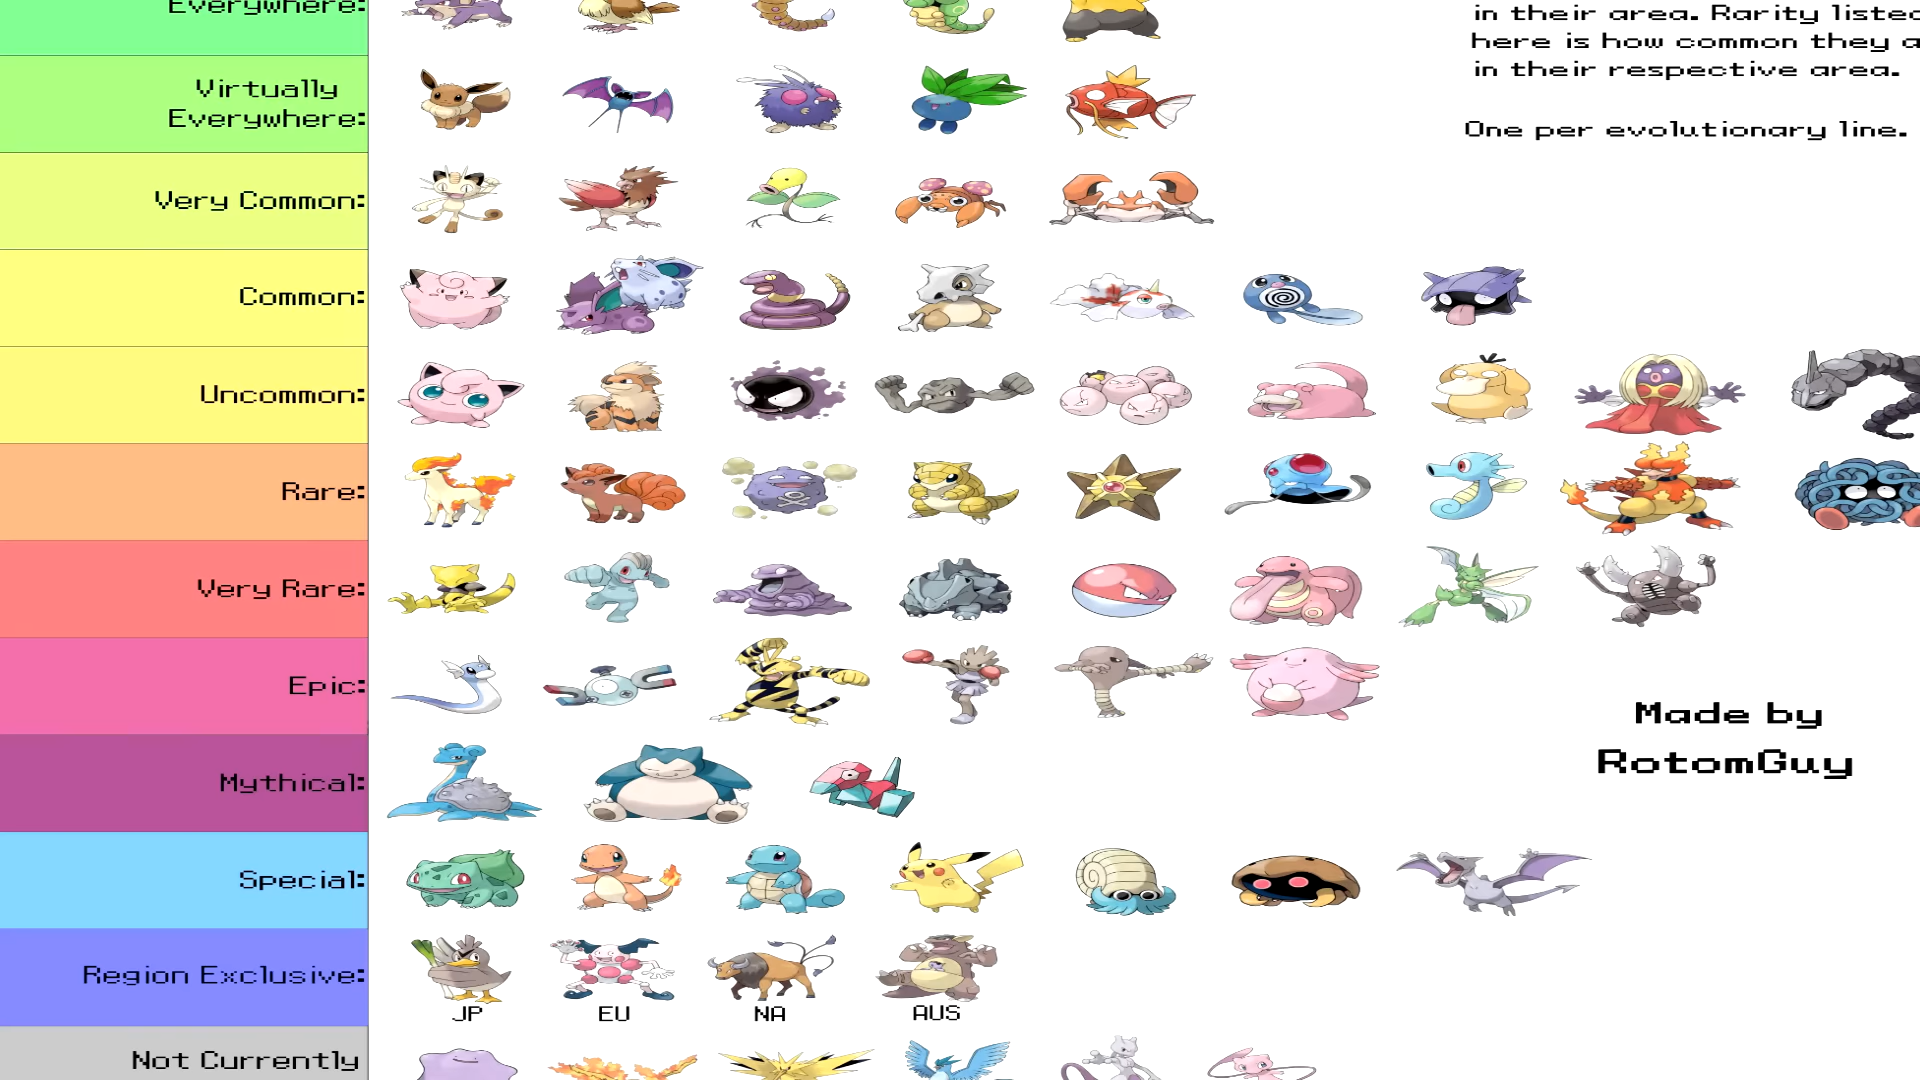 Everywhere:
in their area. Rarity listed
here is how common they a
in their respective area.
Virtually
Everywhere:
One per evolutionary line.
Very Common:
Common:
Uncommon:
Rare:
Very Rare:
Epic:
Made by
RotomGuy
Mythical:
Special:
Region Exclusive:
JP
EU
NA
AUS
Not Currently